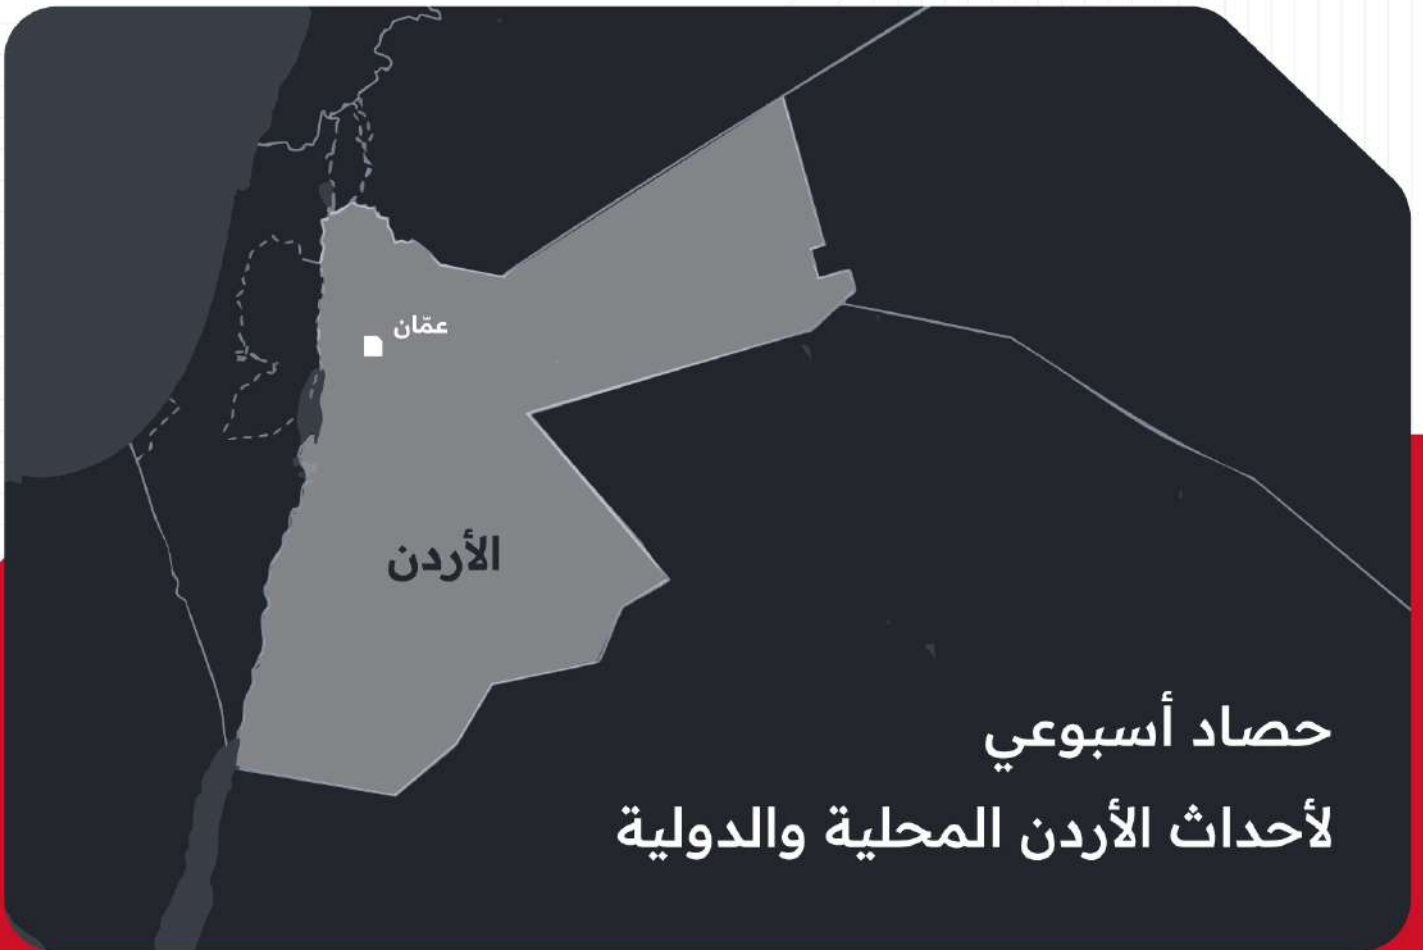 عمّان
الأردن
حصاد أسبوعي
لأحداث الأردن المحلية والدولية